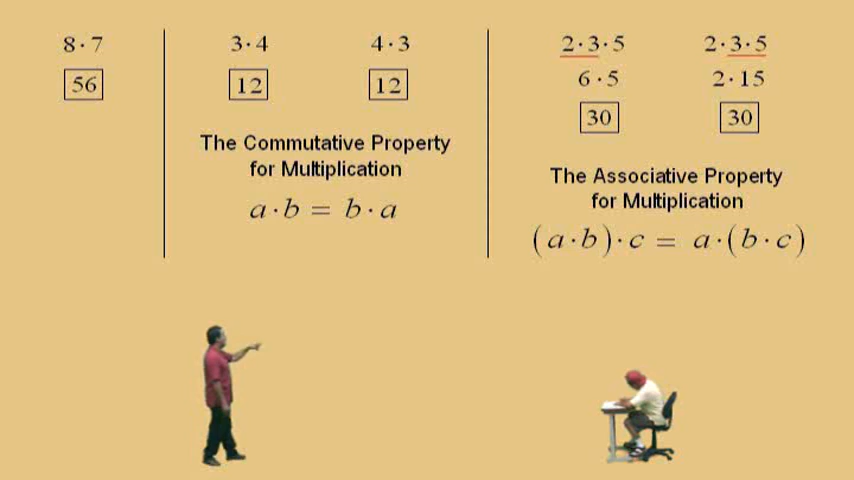 8 · 7
56
3 · 4    4 · 3
12    12
The Commutative Property
for Multiplication
a · b = b · a
2 · 3 · 5    2 · 3 · 5
6 · 5    2 · 15
30    30
The Associative Property
for Multiplication
(a · b) · c = a · (b · c)